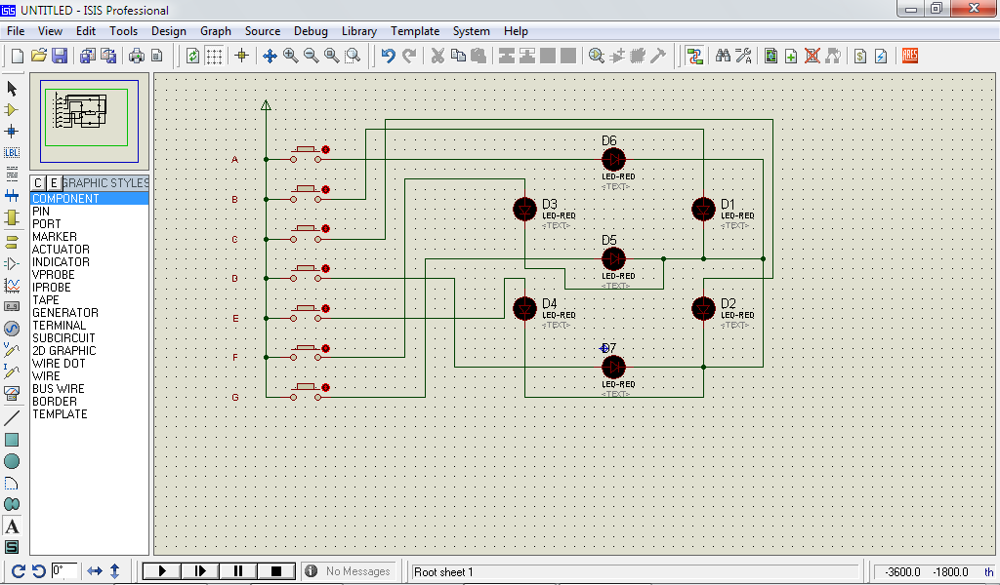 ISIS UNTITLED - ISIS Professional
File View Edit Tools Design Graph Source Debug Library Template System Help
LBL
ARES
C E GRAPHIC STYLES
COMPONENT
PIN
PORT
MARKER
ACTUATOR
INDICATOR
VPROBE
IPROBE
TAPE
GENERATOR
TERMINAL
SUBCIRCUIT
2D GRAPHIC
WIRE DOT
WIRE
BUS WIRE
BORDER
TEMPLATE
A
S
A
B
C
D
E
F
G
D6
LED-RED
<TEXT>
D3
LED-RED
<TEXT>
D1
LED-RED
<TEXT>
D5
LED-RED
<TEXT>
D4
LED-RED
<TEXT>
D2
LED-RED
<TEXT>
D7
LED-RED
<TEXT>
0° No Messages Root sheet 1 -3600.0 -1800.0 th